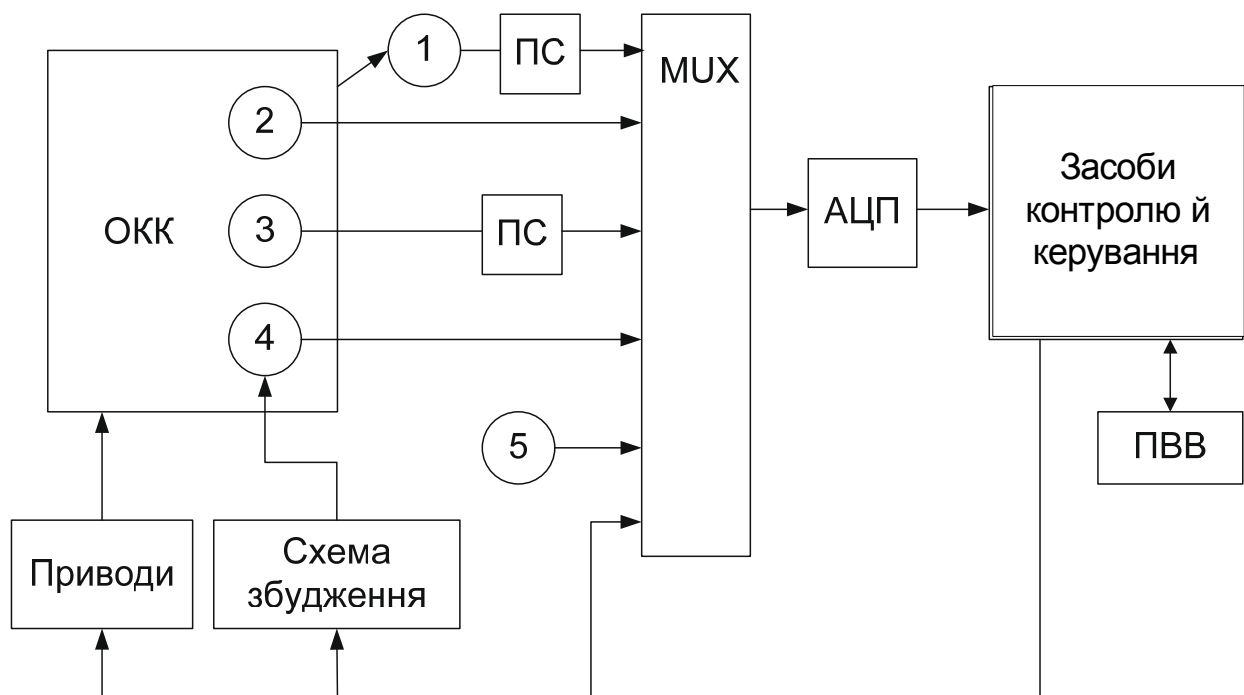 1
ПС
MUX
2
ОКК
3
ПС
4
5
АЦП
Засоби
контролю й
керування
ПВВ
Приводи
Схема
збудження